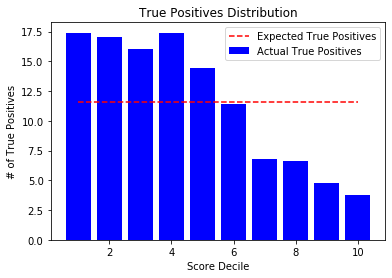 True Positives Distribution
Expected True Positives
Actual True Positives
# of True Positives
17.5
15.0
12.5
10.0
7.5
5.0
2.5
0.0
2 4 6 8 10
Score Decile